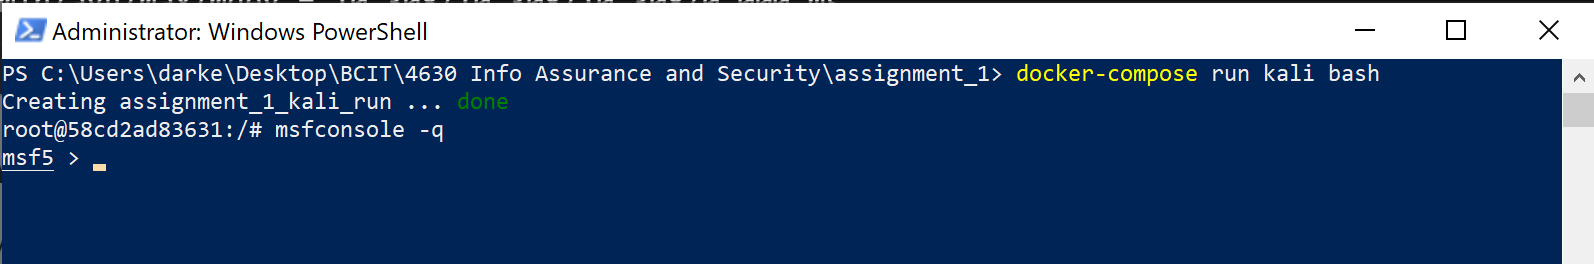 Administrator: Windows PowerShell
PS C:\Users\darke\Desktop\BCIT\4630 Info Assurance and Security\assignment_1> docker-compose run kali bash
Creating assignment_1_kali_run ... done
root@58cd2ad83631:/# msfconsole -q
msf5 >